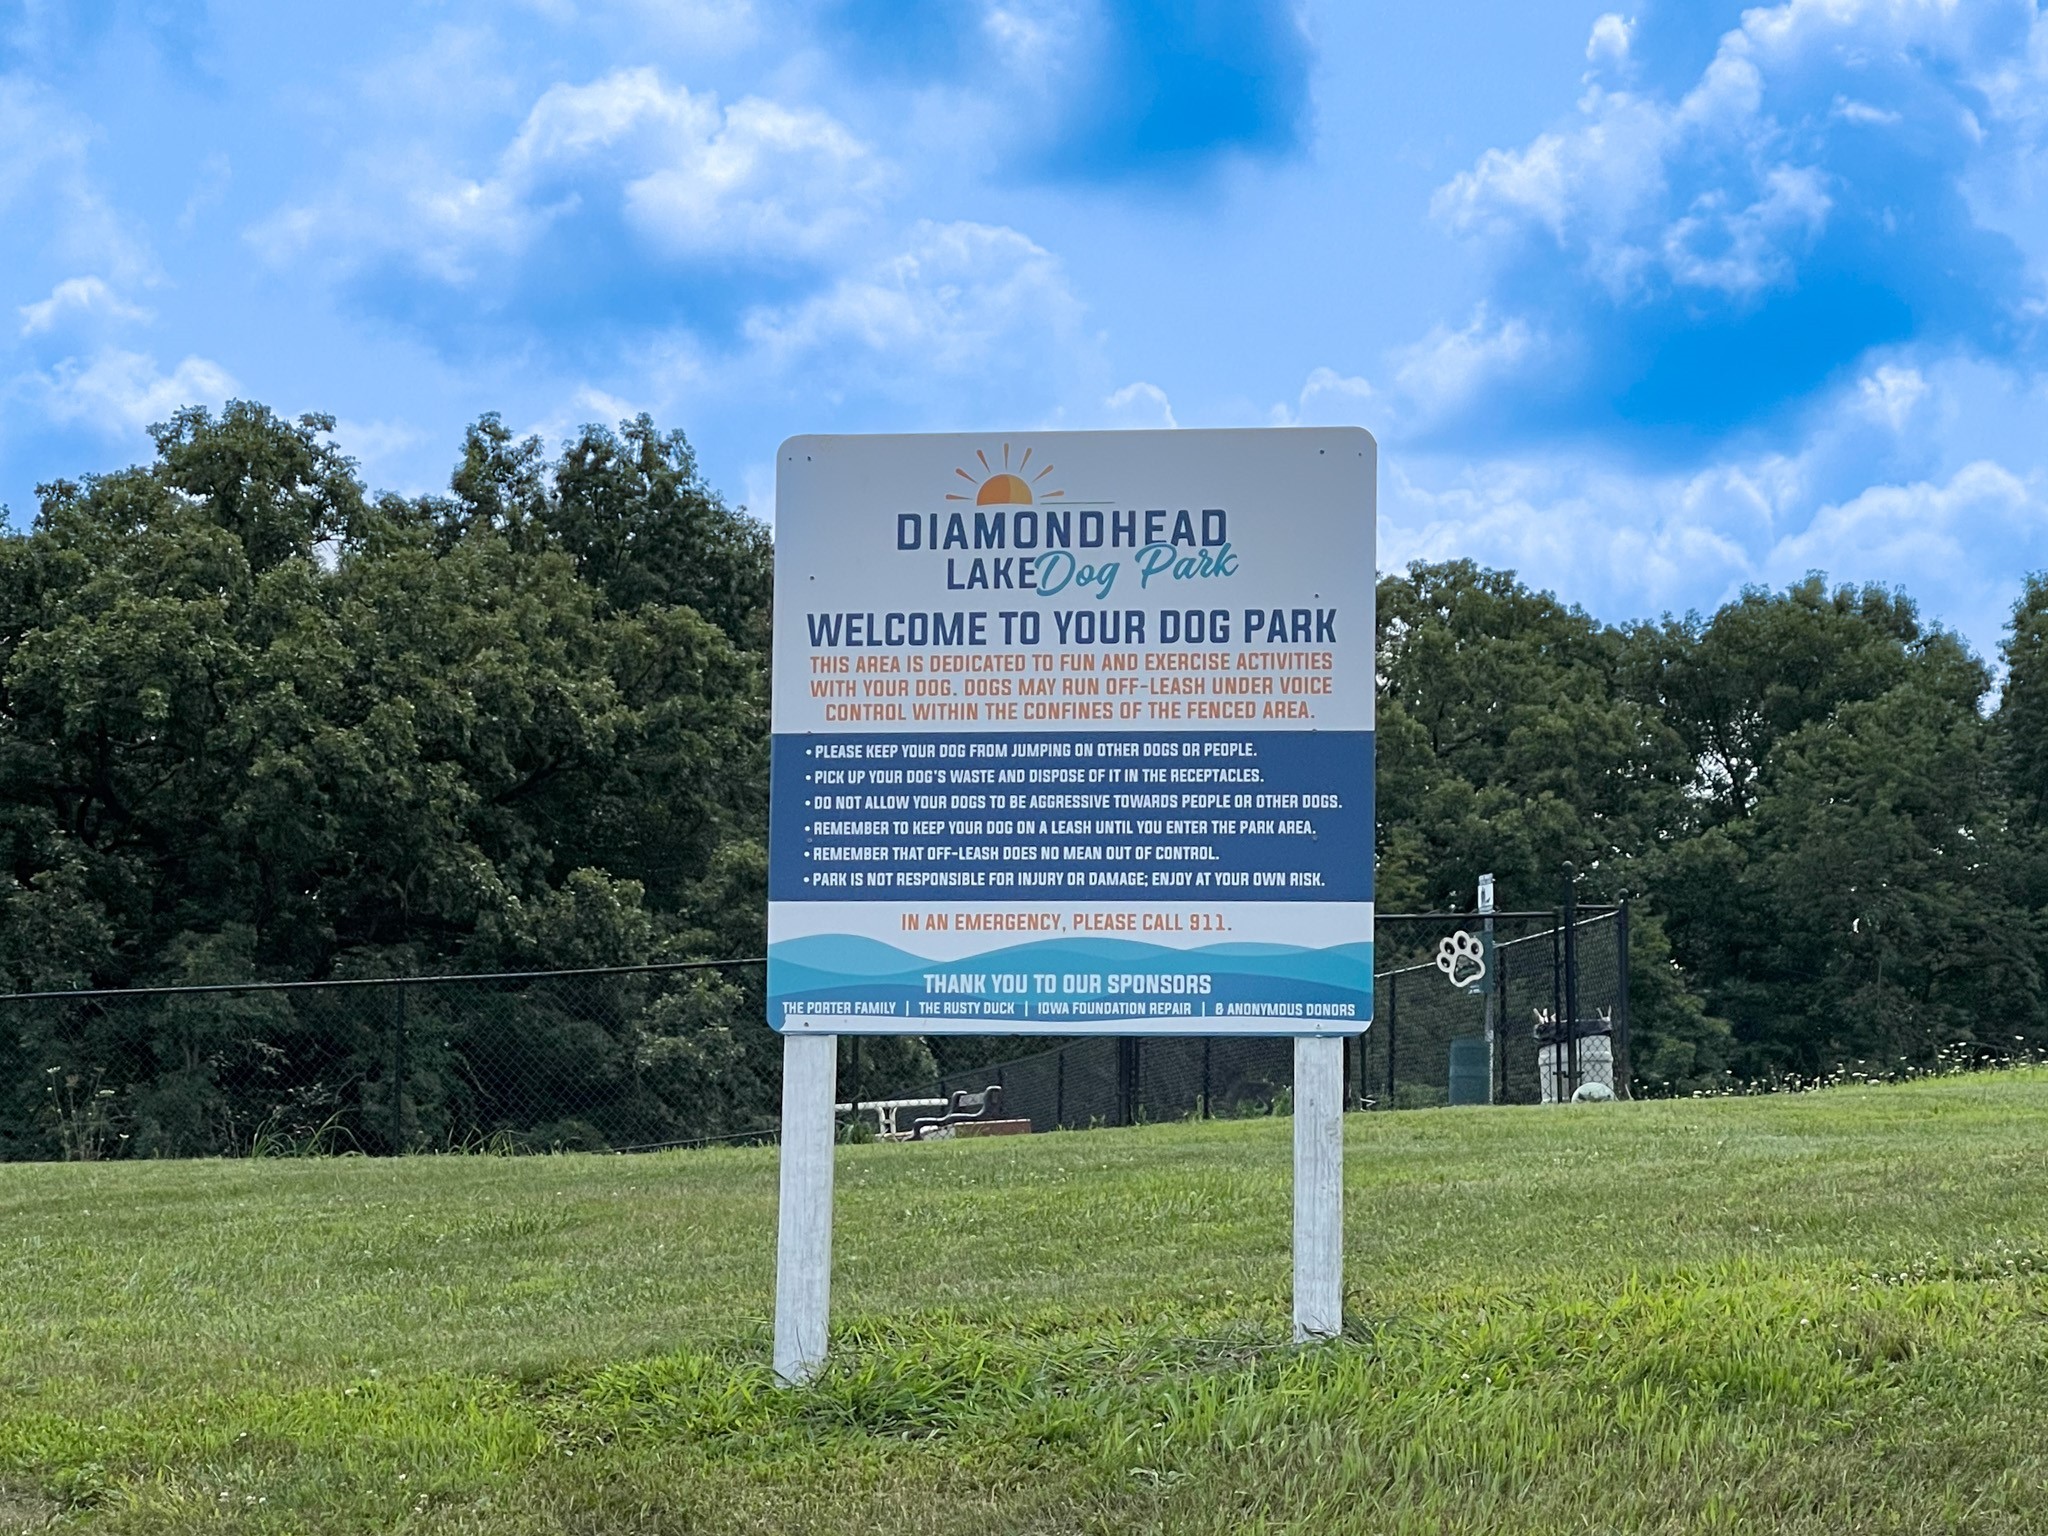 DIAMONDHEAD
LAKE Dog Park
WELCOME TO YOUR DOG PARK
THIS AREA IS DEDICATED TO FUN AND EXERCISE ACTIVITIES
WITH YOUR DOG. DOGS MAY RUN OFF-LEASH UNDER VOICE
CONTROL WITHIN THE CONFINES OF THE FENCED AREA.
• PLEASE KEEP YOUR DOG FROM JUMPING ON OTHER DOGS OR PEOPLE.
• PICK UP YOUR DOG'S WASTE AND DISPOSE OF IT IN THE RECEPTACLES.
• DO NOT ALLOW YOUR DOGS TO BE AGGRESSIVE TOWARDS PEOPLE OR OTHER DOGS.
• REMEMBER TO KEEP YOUR DOG ON A LEASH UNTIL YOU ENTER THE PARK AREA.
• REMEMBER THAT OFF-LEASH DOES NO MEAN OUT OF CONTROL.
• PARK IS NOT RESPONSIBLE FOR INJURY OR DAMAGE; ENJOY AT YOUR OWN RISK.
IN AN EMERGENCY, PLEASE CALL 911.
THANK YOU TO OUR SPONSORS
THE PORTER FAMILY | THE RUSTY DUCK | IOWA FOUNDATION REPAIR | & ANONYMOUS DONORS